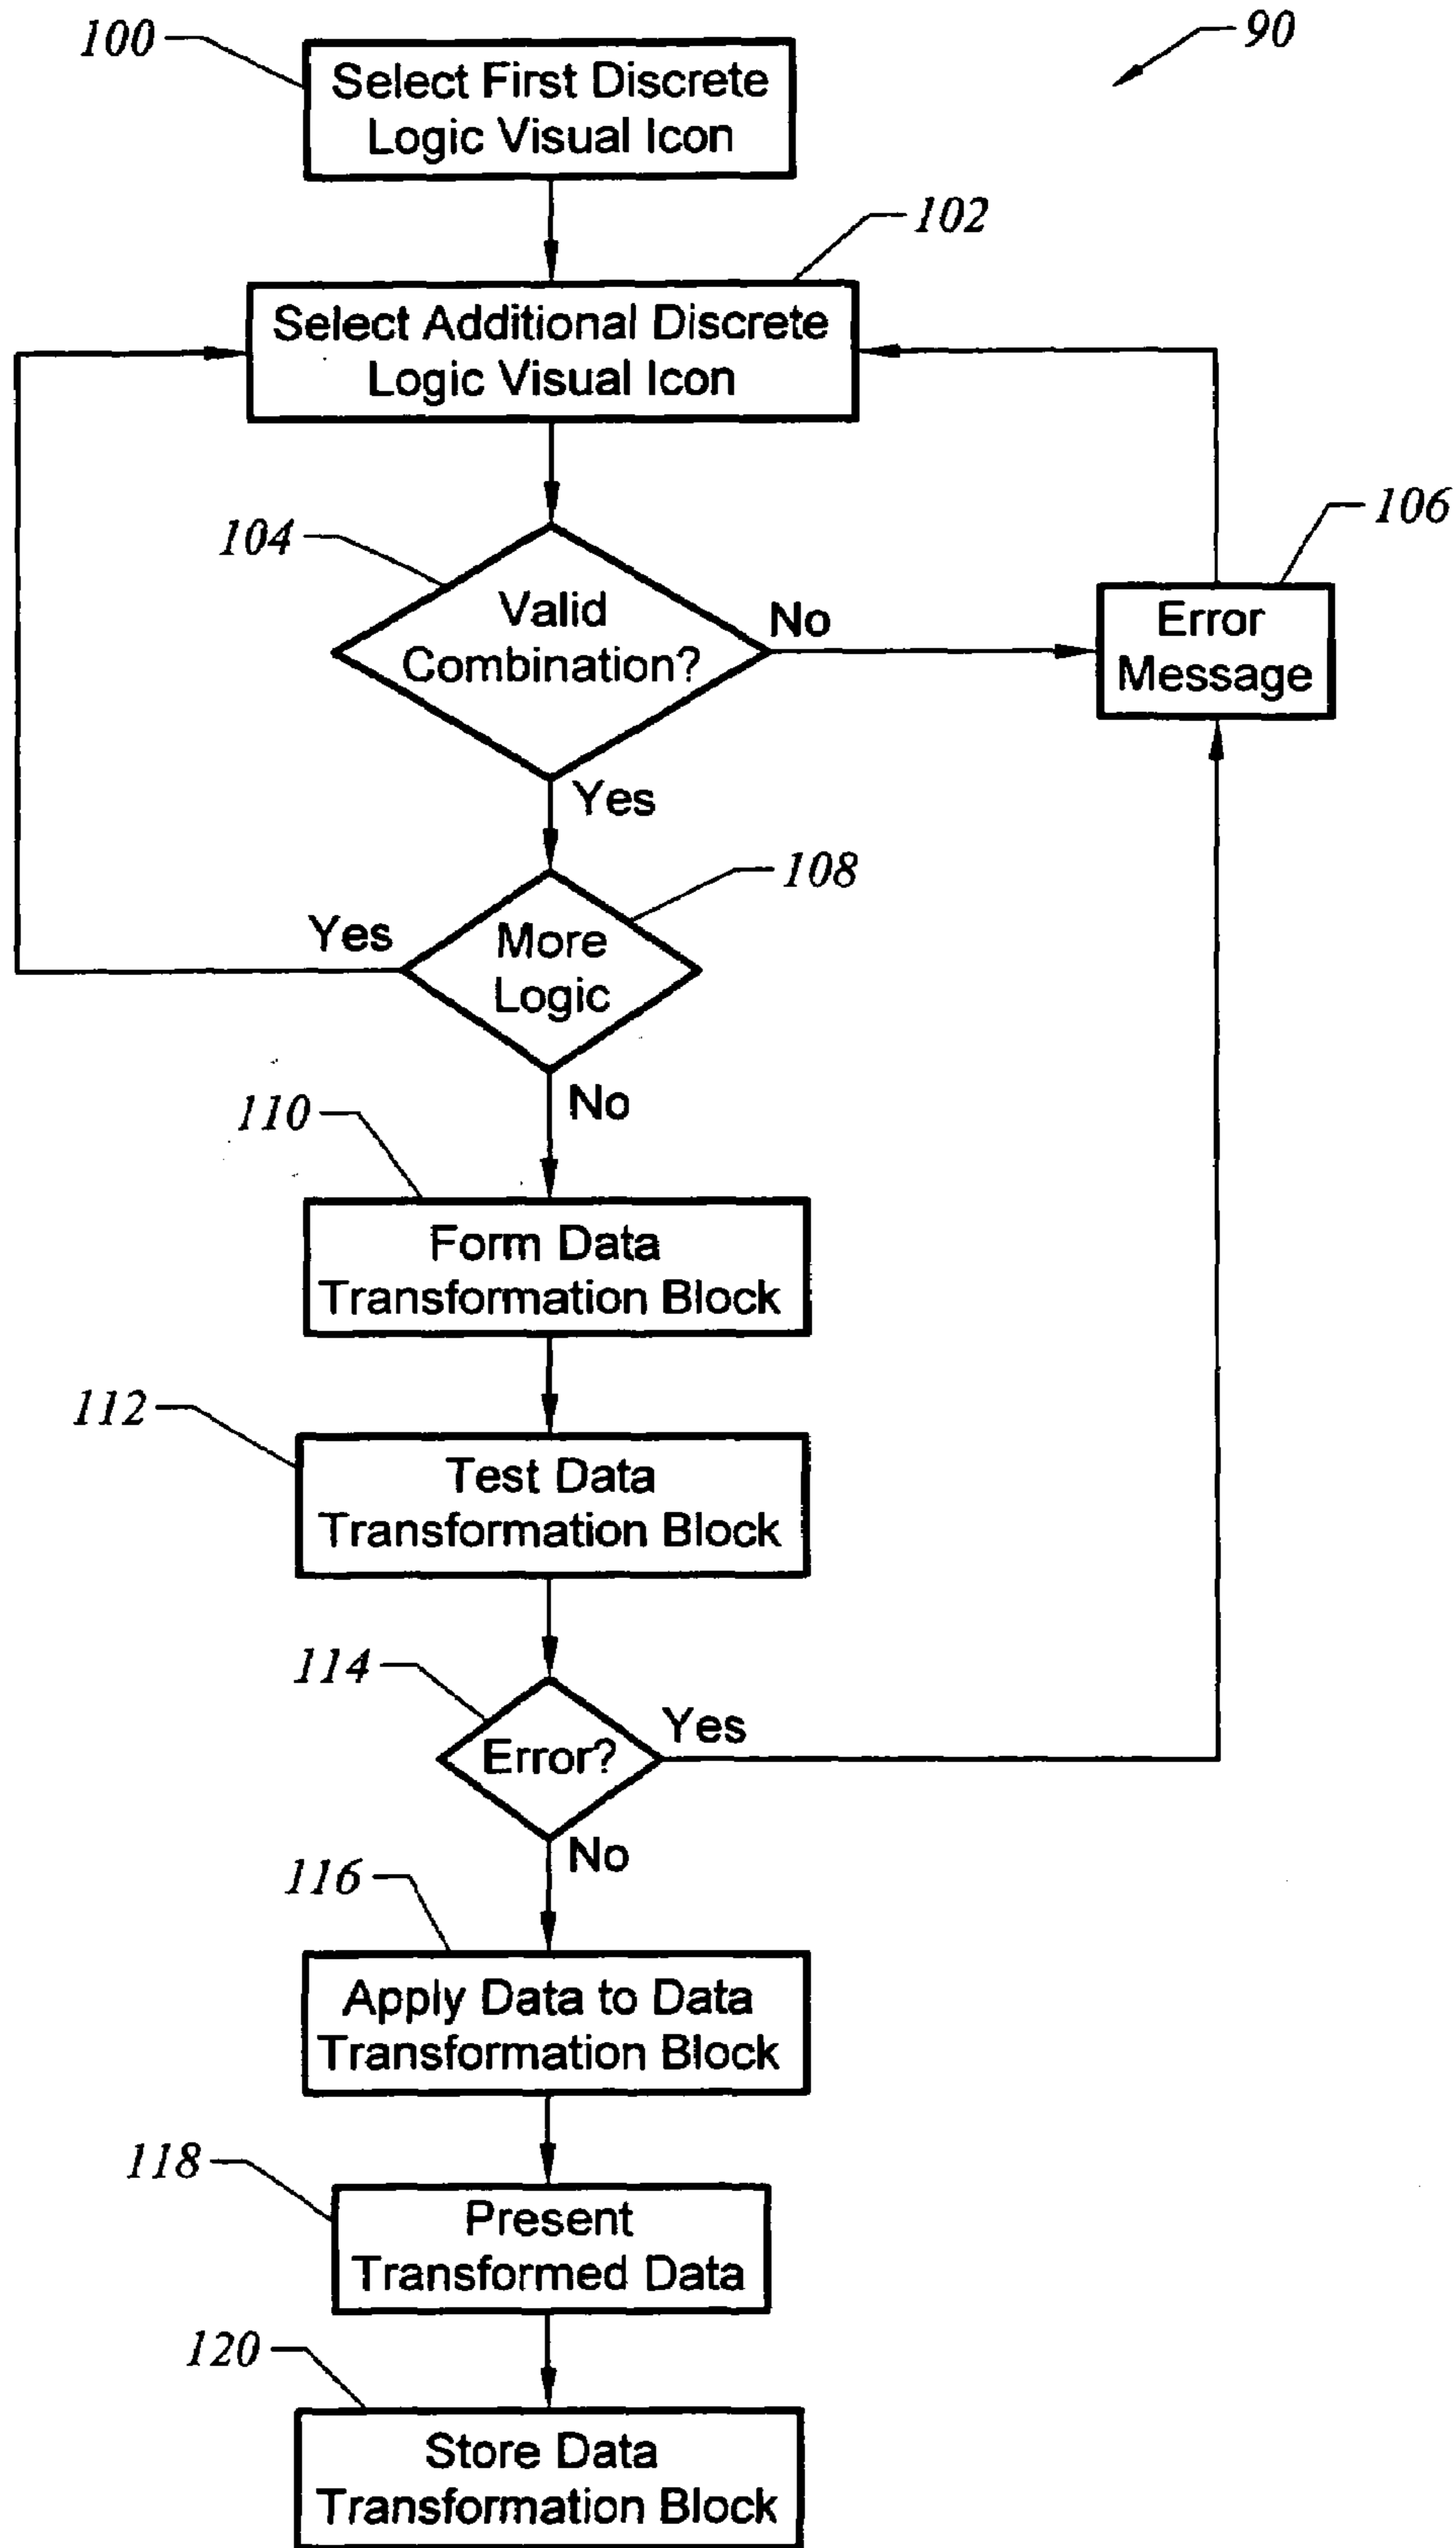 100
90
Select First Discrete
Logic Visual Icon
102
Select Additional Discrete
Logic Visual Icon
104
Valid
Combination?
No
106
Error
Message
Yes
108
Yes
More
Logic
No
110
Form Data
Transformation Block
112
Test Data
Transformation Block
114
Error?
Yes
No
116
Apply Data to Data
Transformation Block
118
Present
Transformed Data
120
Store Data
Transformation Block